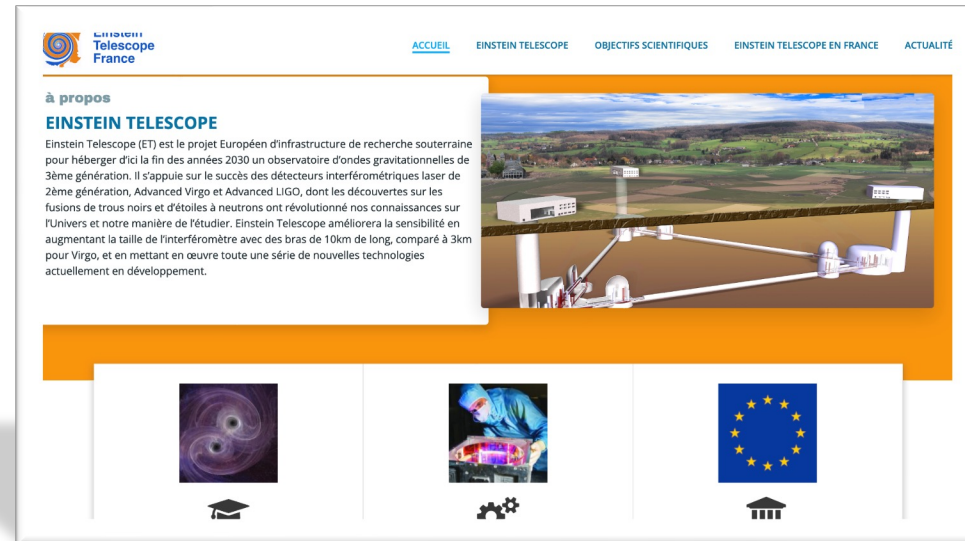 Einstein
Telescope
France
ACCUEIL EINSTEIN TELESCOPE OBJECTIFS SCIENTIFIQUES EINSTEIN TELESCOPE EN FRANCE ACTUALITÉ
à propos
EINSTEIN TELESCOPE
Einstein Telescope (ET) est le projet Européen d’infrastructure de recherche souterraine
pour héberger d’ici la fin des années 2030 un observatoire d’ondes gravitationnelles de
3ème génération. Il s’appuie sur le succès des détecteurs interférométriques laser de
2ème génération, Advanced Virgo et Advanced LIGO, dont les découvertes sur les
fusions de trous noirs et d’étoiles à neutrons ont révolutionné nos connaissances sur
l’Univers et notre manière de l’étudier. Einstein Telescope améliorera la sensibilité en
augmentant la taille de l’interféromètre avec des bras de 10km de long, comparé à 3km
pour Virgo, et en mettant en œuvre toute une série de nouvelles technologies
actuellement en développement.